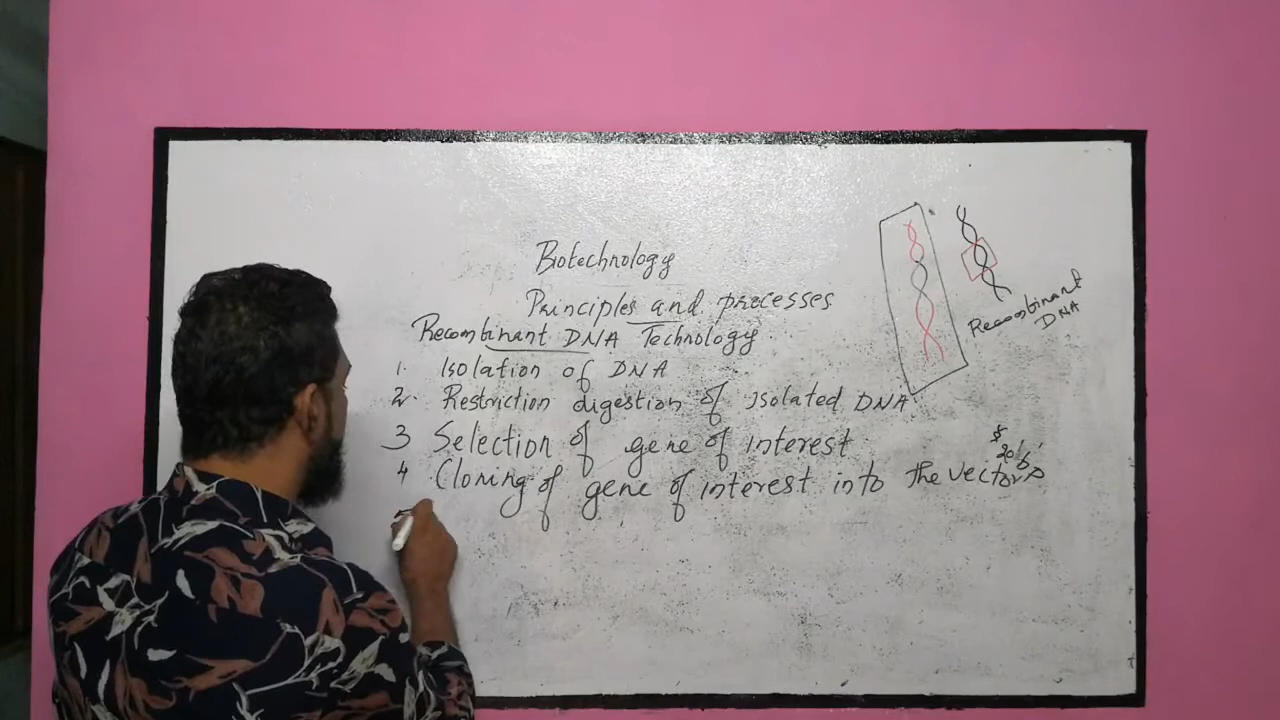 Biotechnology
Principles and processes
Recombinant DNA Technology
1. Isolation of DNA
2. Restriction digestion of Isolated DNA
3 Selection of gene of interest
4 Cloning of gene of interest into the vectors
5
Recombinant
DNA